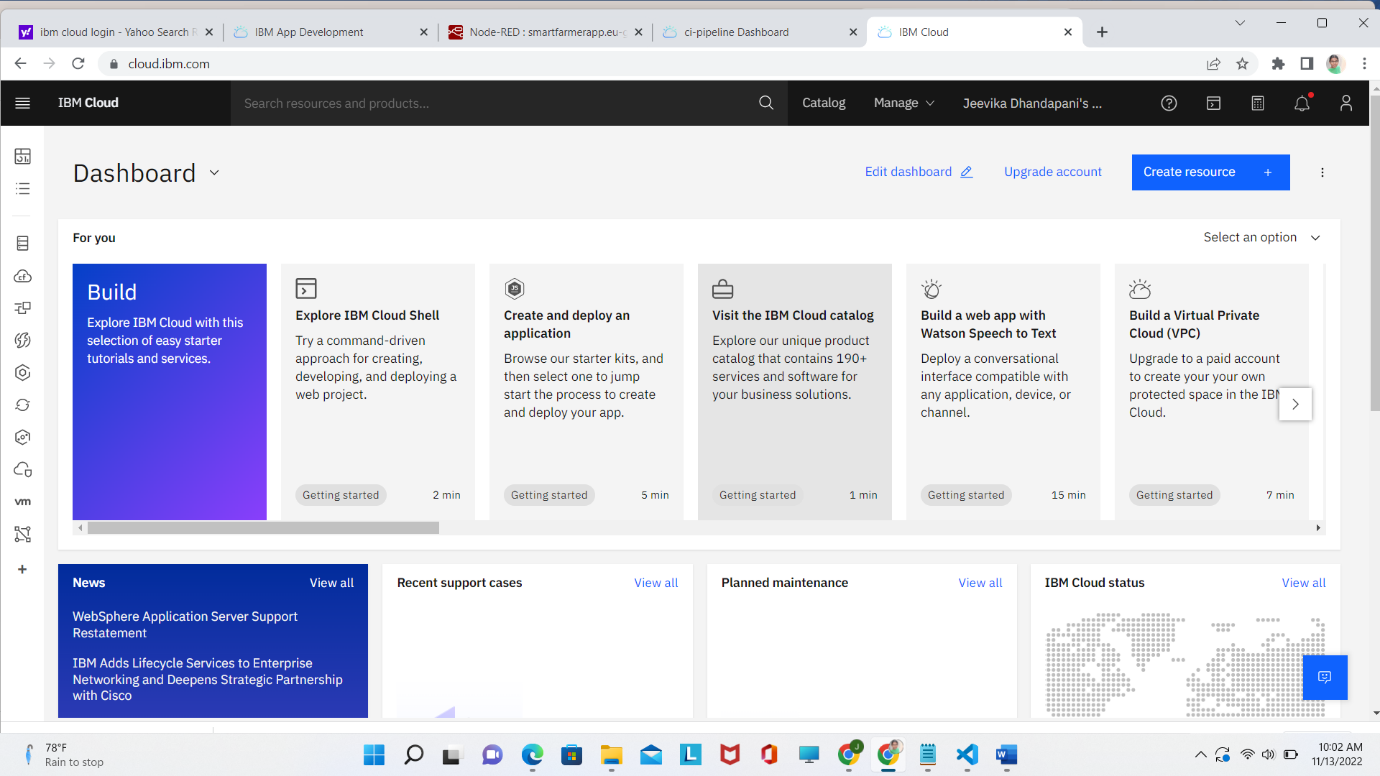 ibm cloud login - Yahoo Search R
IBM App Development
Node-RED : smartfarmerapp.eu-g
ci-pipeline Dashboard
IBM Cloud
cloud.ibm.com
IBM Cloud
Search resources and products...
Catalog
Manage
Jeevika Dhandapani's ...
Dashboard
Edit dashboard
Upgrade account
Create resource +
For you
Select an option
Build
Explore IBM Cloud with this
selection of easy starter
tutorials and services.
Explore IBM Cloud Shell
Try a command-driven
approach for creating,
developing, and deploying a
web project.
Getting started
2 min
Create and deploy an
application
Browse our starter kits, and
then select one to jump
start the process to create
and deploy your app.
Getting started
5 min
Visit the IBM Cloud catalog
Explore our unique product
catalog that contains 190+
services and software for
your business solutions.
Getting started
1 min
Build a web app with
Watson Speech to Text
Deploy a conversational
interface compatible with
any application, device, or
channel.
Getting started
15 min
Build a Virtual Private
Cloud (VPC)
Upgrade to a paid account
to create your your own
protected space in the IBM
Cloud.
Getting started
7 min
vm
News
View all
WebSphere Application Server Support
Restatement
IBM Adds Lifecycle Services to Enterprise
Networking and Deepens Strategic Partnership
with Cisco
Recent support cases
View all
Planned maintenance
View all
IBM Cloud status
View all
78°F
Rain to stop
10:02 AM
11/13/2022